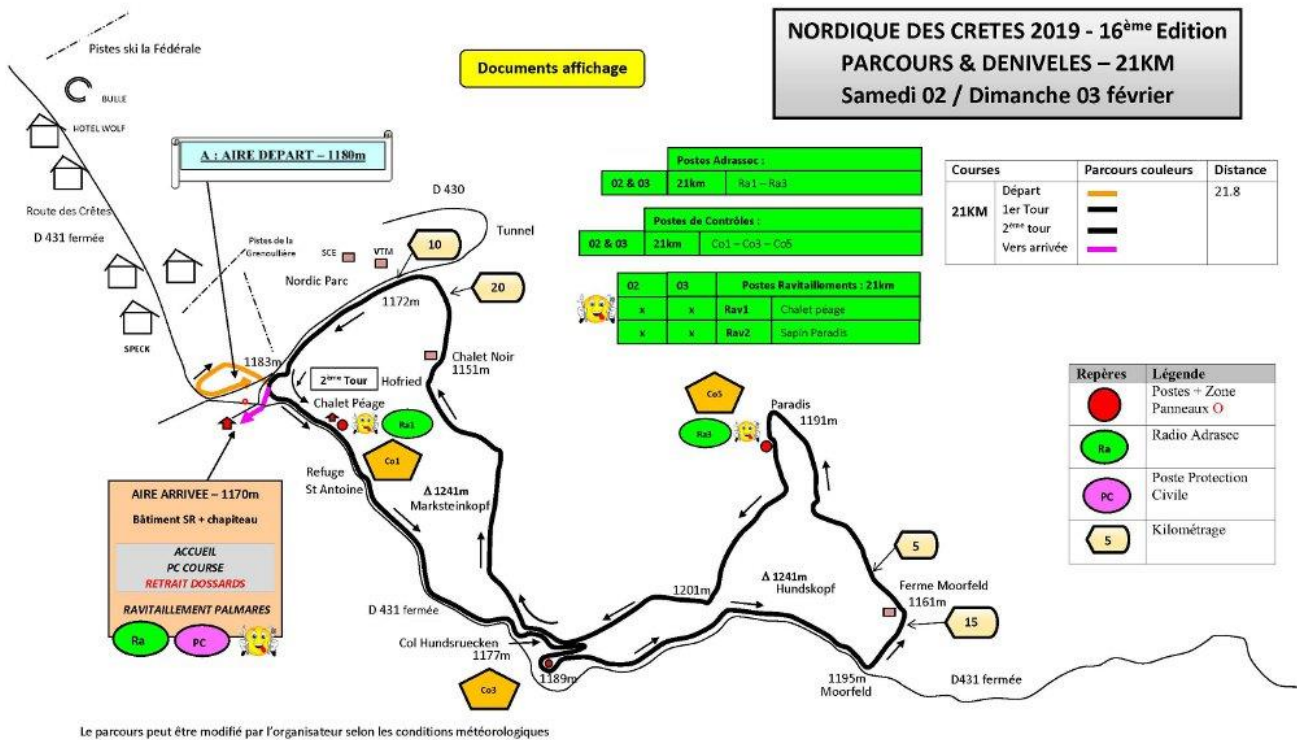 NORDIQUE DES CRETES 2019 - 16ème Edition
PARCOURS & DENIVELES – 21KM
Samedi 02 / Dimanche 03 février
Documents affichage
Pistes ski la Fédérale
BULLE
HOTEL WOLF
A : AIRE DEPART – 1180m
Route des Crêtes
D 431 fermée
Pistes de la
Grenouillère
SPECK
D 430
Tunnel
SCE
VTM
10
Nordic Parc
20
1172m
1183m
Chalet Noir
1151m
2ème Tour
Hofried
Chalet Péage
Ra1
Co1
Refuge
St Antoine
Δ 1241m
Marksteinkopf
D 431 fermée
Col Hundsruecken
1177m
1189m
Co3
Postes Adrassec :
02 & 03
21km
Ra1 – Ra3
Postes de Contrôles :
02 & 03
21km
Co1 – Co3 – Co5
02
03
Postes Ravitaillements : 21km
x
x
Rav1
Chalet péage
x
x
Rav2
Sapin Paradis
Courses
Parcours couleurs
Distance
21KM
Départ
21.8
1er Tour
2ème tour
Vers arrivée
Co5
Ra3
Paradis
1191m
5
1201m
Δ 1241m
Hundskopf
Ferme Moorfeld
1161m
15
1195m
Moorfeld
D431 fermée
Repères
Légende
Postes + Zone
Panneaux O
Ra
Radio Adrasec
PC
Poste Protection
Civile
5
Kilométrage
AIRE ARRIVEE – 1170m
Bâtiment SR + chapiteau
ACCUEIL
PC COURSE
RETRAIT DOSSARDS
RAVITAILLEMENT PALMARES
Ra
PC
Le parcours peut être modifié par l'organisateur selon les conditions météorologiques